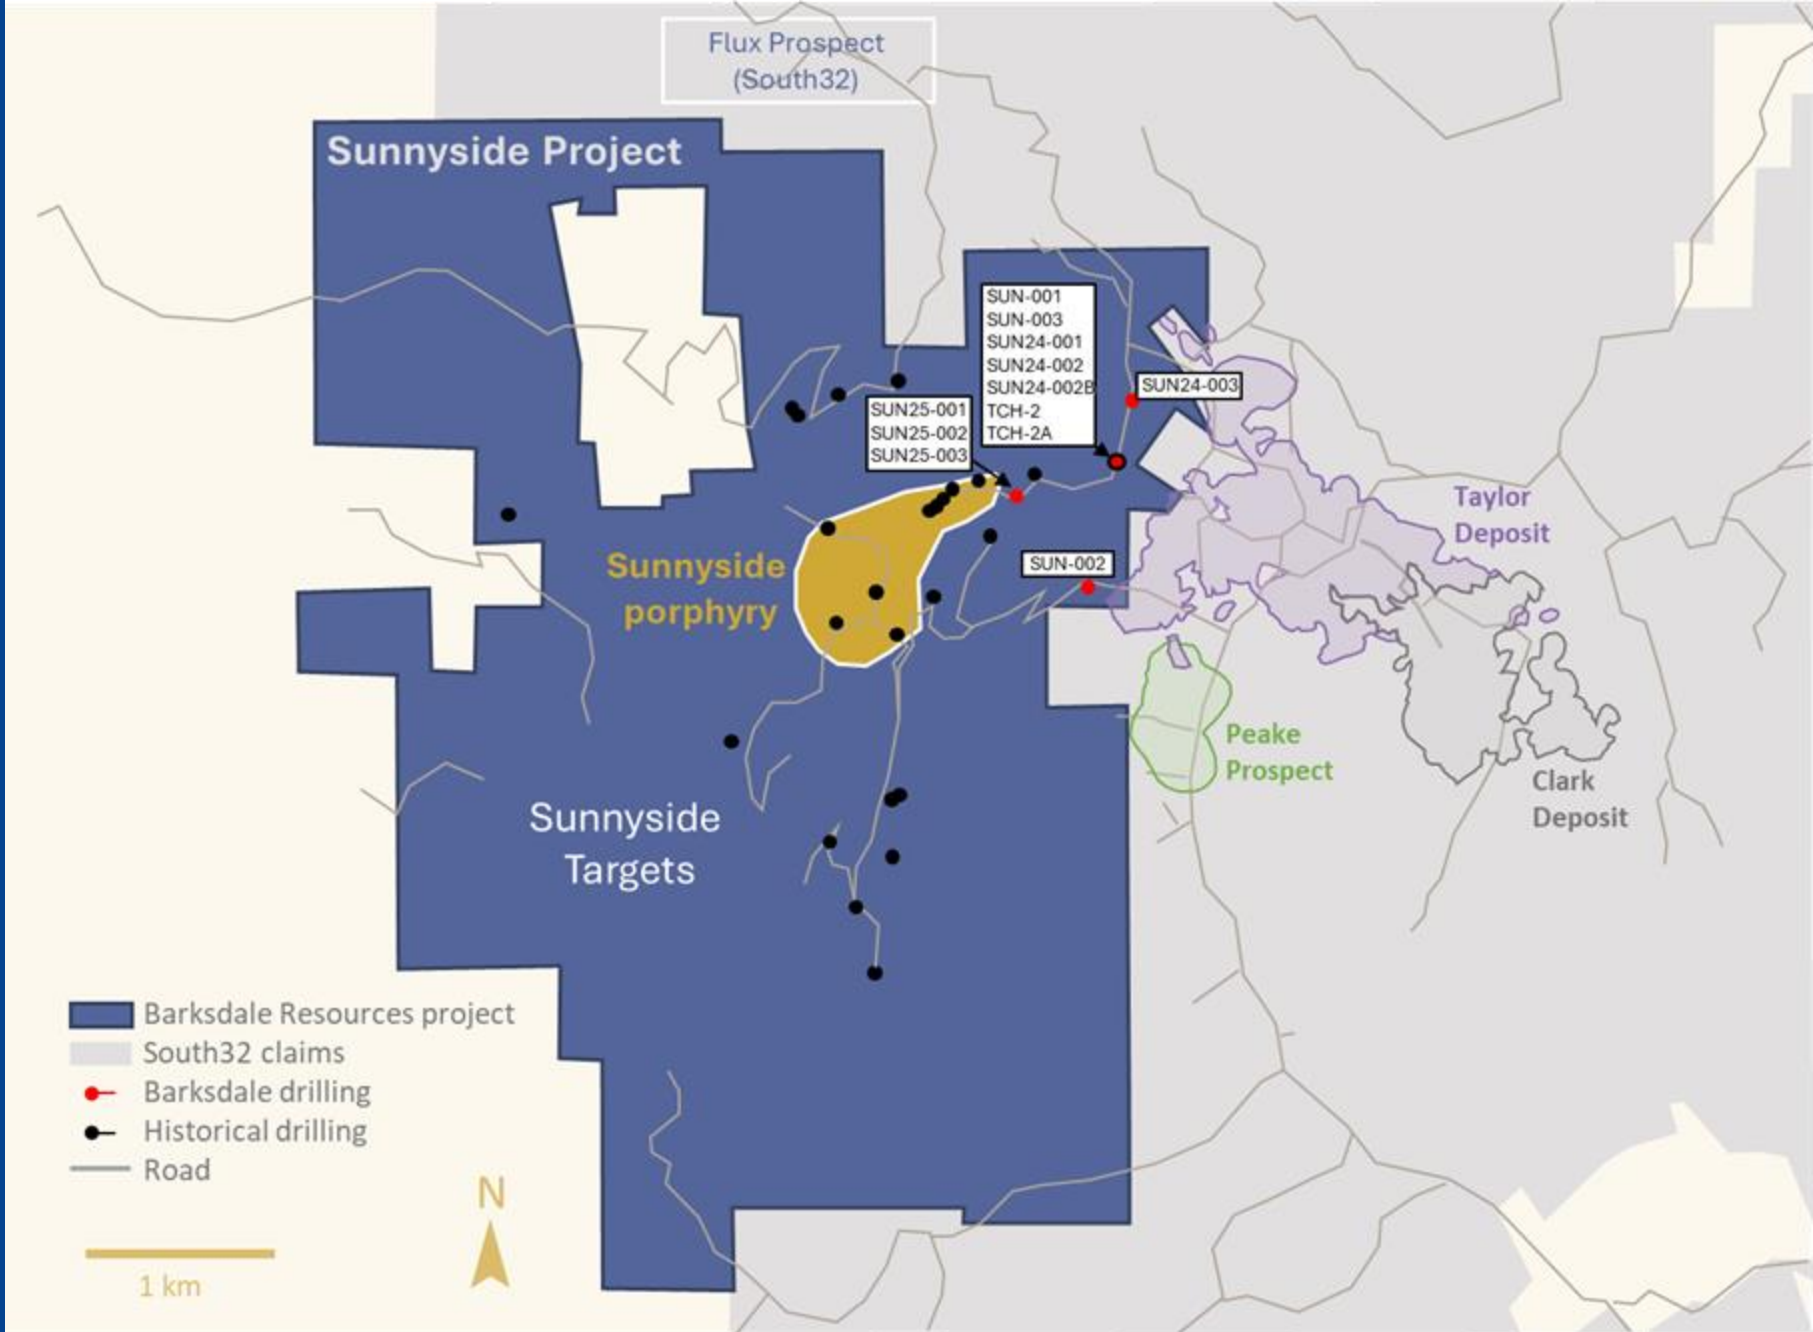 Flux Prospect
(South32)
Sunnyside Project
SUN-001
SUN-003
SUN24-001
SUN24-002
SUN24-002B
TCH-2
TCH-2A
SUN24-003
SUN25-001
SUN25-002
SUN25-003
Taylor
Deposit
SUN-002
Sunnyside
porphyry
Peake
Prospect
Clark
Deposit
Sunnyside
Targets
Barksdale Resources project
South32 claims
Barksdale drilling
Historical drilling
Road
N
1 km